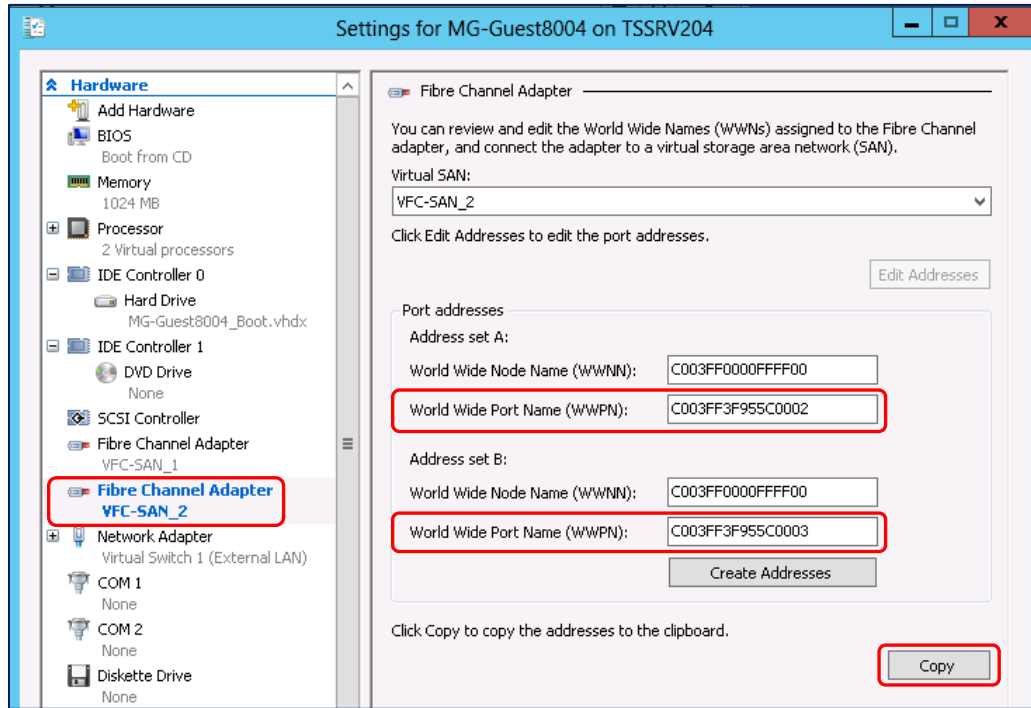 Settings for MG-Guest8004 on TSSRV204
Hardware
Add Hardware
BIOS
Boot from CD
Memory
1024 MB
Processor
2 Virtual processors
IDE Controller 0
Hard Drive
MG-Guest8004_Boot.vhdx
IDE Controller 1
DVD Drive
None
SCSI Controller
Fibre Channel Adapter
VFC-SAN_1
Fibre Channel Adapter
VFC-SAN_2
Network Adapter
Virtual Switch 1 (External LAN)
COM 1
None
COM 2
None
Diskette Drive
None
Fibre Channel Adapter
You can review and edit the World Wide Names (WWNs) assigned to the Fibre Channel
adapter, and connect the adapter to a virtual storage area network (SAN).
Virtual SAN:
VFC-SAN_2
Click Edit Addresses to edit the port addresses.
Edit Addresses
Port addresses
Address set A:
World Wide Node Name (WWNN): C003FF0000FFFF00
World Wide Port Name (WWPN): C003FF3F955C0002
Address set B:
World Wide Node Name (WWNN): C003FF0000FFFF00
World Wide Port Name (WWPN): C003FF3F955C0003
Create Addresses
Click Copy to copy the addresses to the clipboard.
Copy